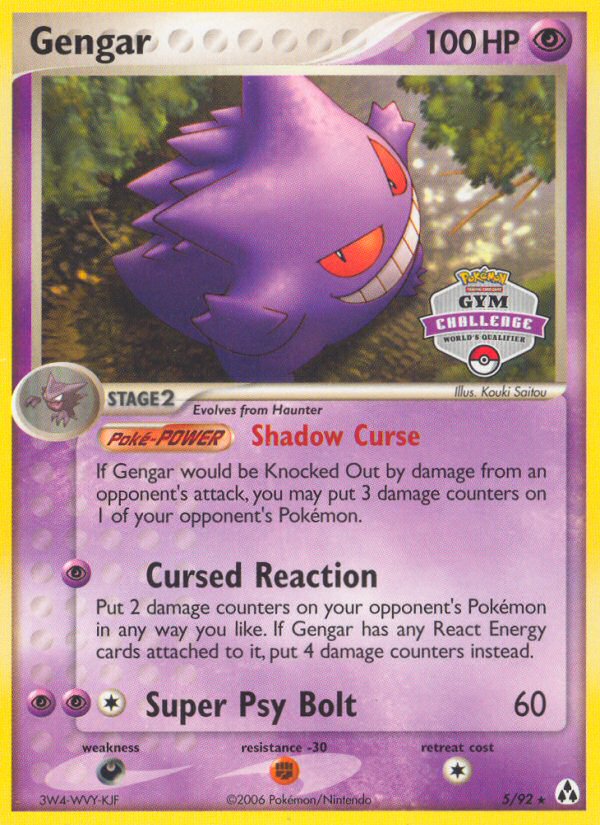 Gengar 100 HP
Pokémon
GYM
CHALLENGE
WORLD'S QUALIFIER
Illus. Kouki Saitou
STAGE2
Evolves from Haunter
Poké-POWER Shadow Curse
If Gengar would be Knocked Out by damage from an
opponent's attack, you may put 3 damage counters on
1 of your opponent's Pokémon.
Cursed Reaction
Put 2 damage counters on your opponent's Pokémon
in any way you like. If Gengar has any React Energy
cards attached to it, put 4 damage counters instead.
Super Psy Bolt 60
weakness resistance -30 retreat cost
3W4-WVY-KJF ©2006 Pokémon/Nintendo 5/92 ★